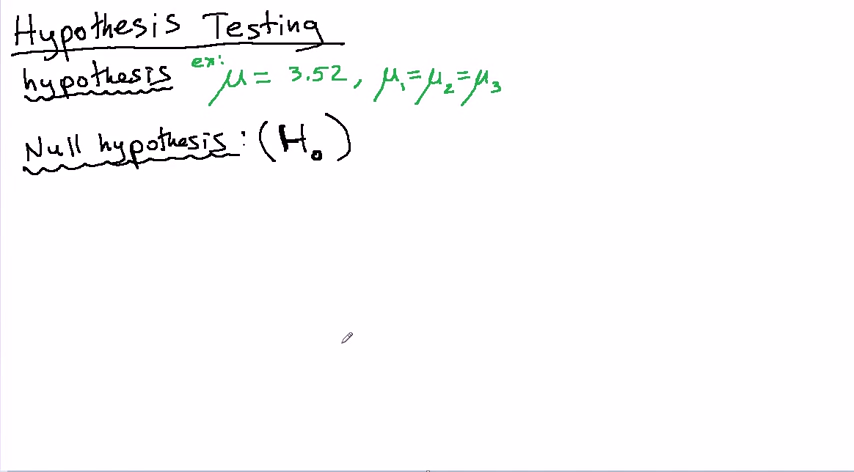 Hypothesis Testing
hypothesis ex: μ = 3.52, μ₁=μ₂=μ₃
Null hypothesis: (H₀)